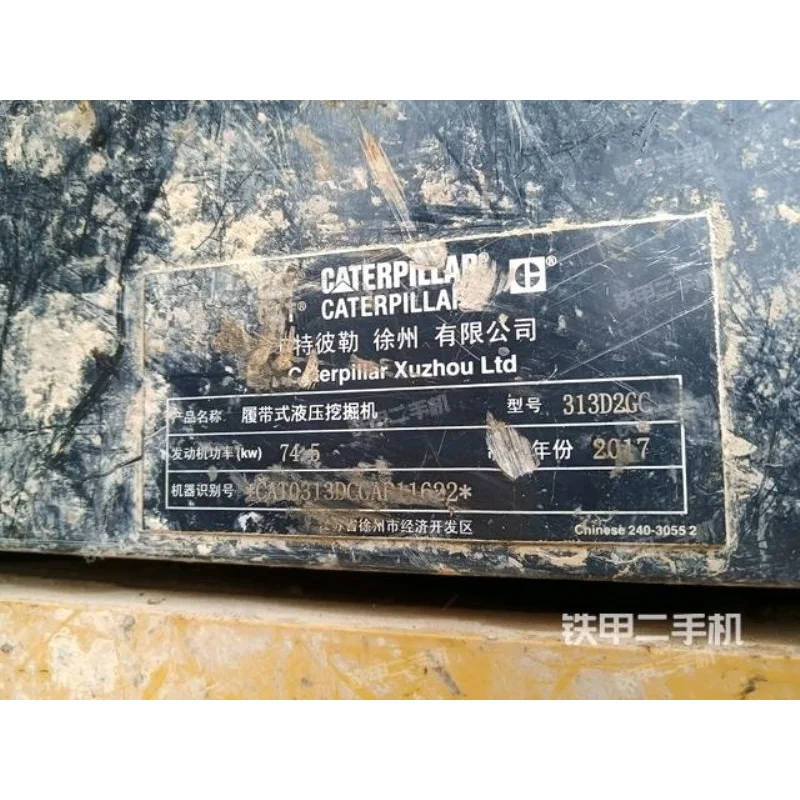 CATERPILLAR®
® CATERPILLAR
特彼勒 徐州 有限公司
Caterpillar Xuzhou Ltd
产品名称 履带式液压挖掘机 型号 313D2GC
发动机功率(kw) 74.5 年份 2017
机器识别号
省徐州市经济开发区 Chinese 240-3055 2
铁甲二手机